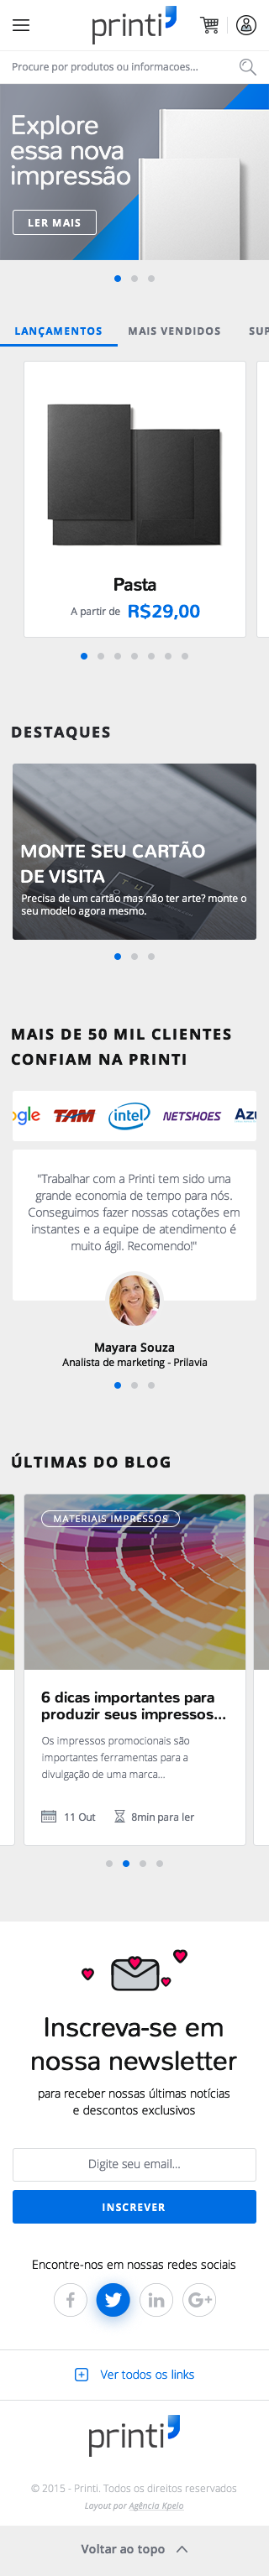 printi
Procure por produtos ou informacoes...
Explore
essa nova
impressão
LER MAIS
LANÇAMENTOS MAIS VENDIDOS SUP
Pasta
A partir de R$29,00
DESTAQUES
MONTE SEU CARTÃO
DE VISITA
Precisa de um cartão mas não ter arte? monte o
seu modelo agora mesmo.
MAIS DE 50 MIL CLIENTES
CONFIAM NA PRINTI
ogle TAM intel NETSHOES Azu
"Trabalhar com a Printi tem sido uma
grande economia de tempo para nós.
Conseguimos fazer nossas cotações em
instantes e a equipe de atendimento é
muito ágil. Recomendo!"
Mayara Souza
Analista de marketing - Prilavia
ÚLTIMAS DO BLOG
MATERIAIS IMPRESSOS
6 dicas importantes para
produzir seus impressos...
Os impressos promocionais são
importantes ferramentas para a
divulgação de uma marca...
11 Out 8min para ler
Inscreva-se em
nossa newsletter
para receber nossas últimas notícias
e descontos exclusivos
Digite seu email...
INSCREVER
Encontre-nos em nossas redes sociais
f in G+
Ver todos os links
printi
© 2015 - Printi. Todos os direitos reservados
Layout por Agência Xpelo
Voltar ao topo